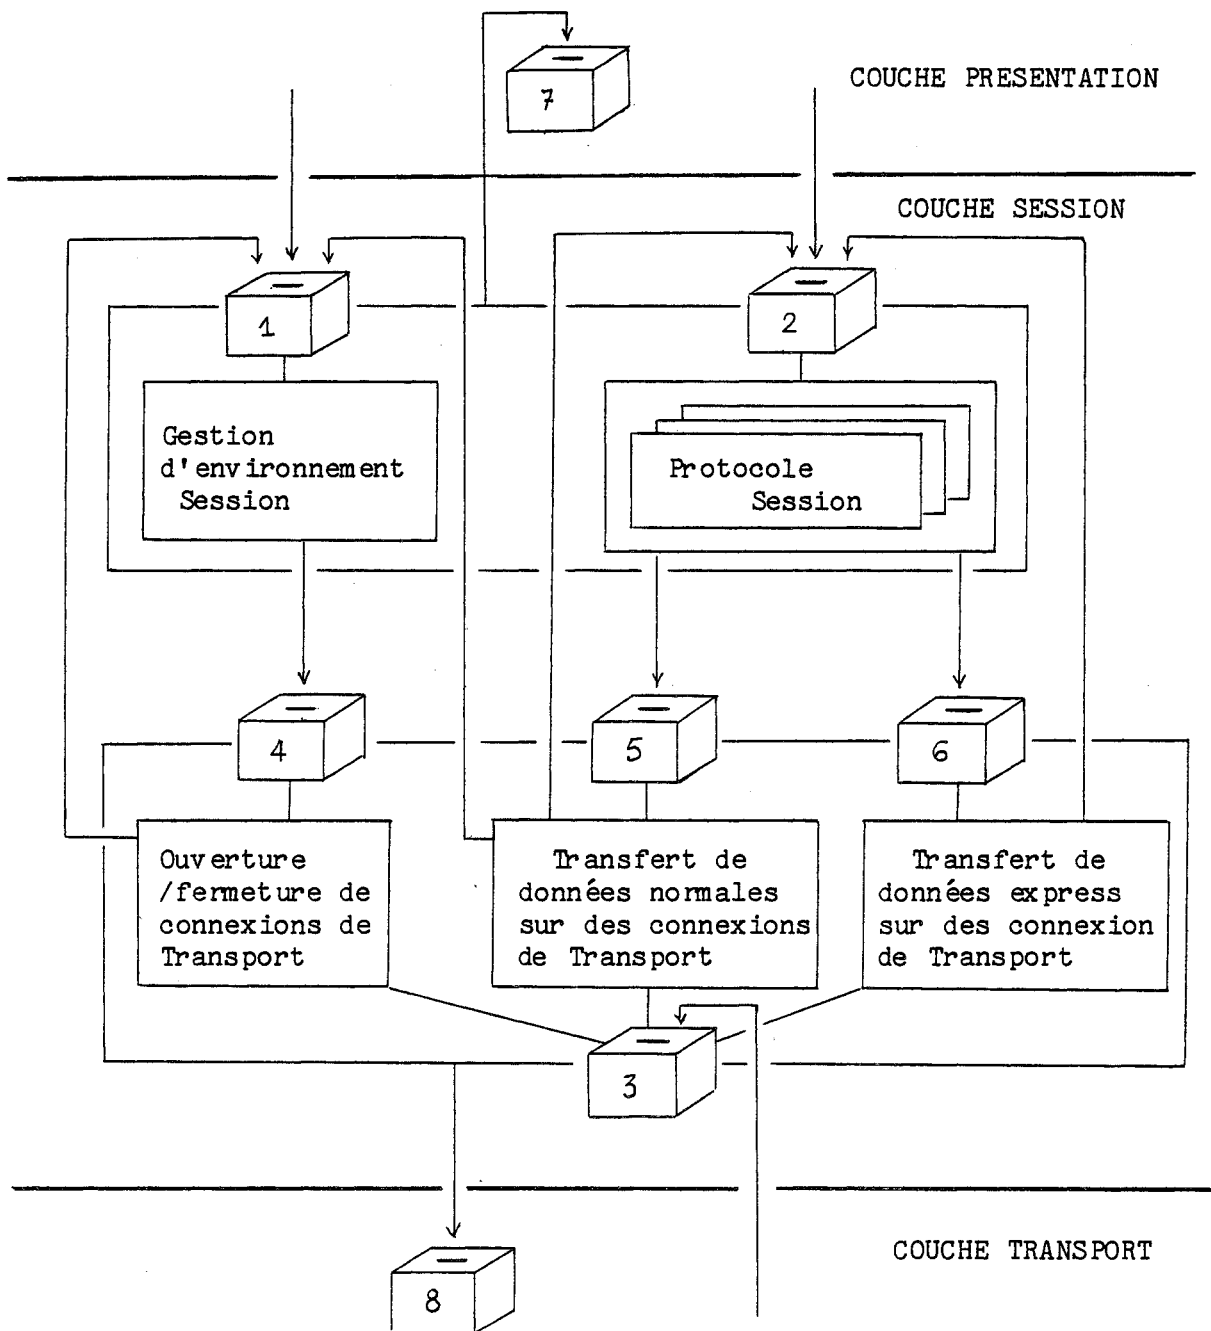 7
COUCHE PRESENTATION
COUCHE SESSION
1
2
Gestion
d'environnement
Session
Protocole
Session
4
5
6
Ouverture
/fermeture de
connexions de
Transport
Transfert de
données normales
sur des connexions
de Transport
Transfert de
données express
sur des connexion
de Transport
3
COUCHE TRANSPORT
8